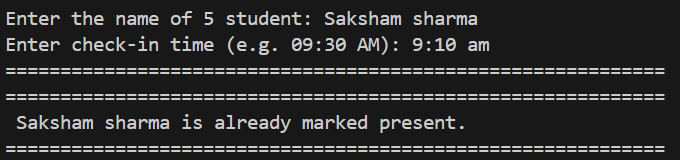 Enter the name of 5 student: Saksham sharma
Enter check-in time (e.g. 09:30 AM): 9:10 am
============================================================
============================================================
 Saksham sharma is already marked present.
============================================================